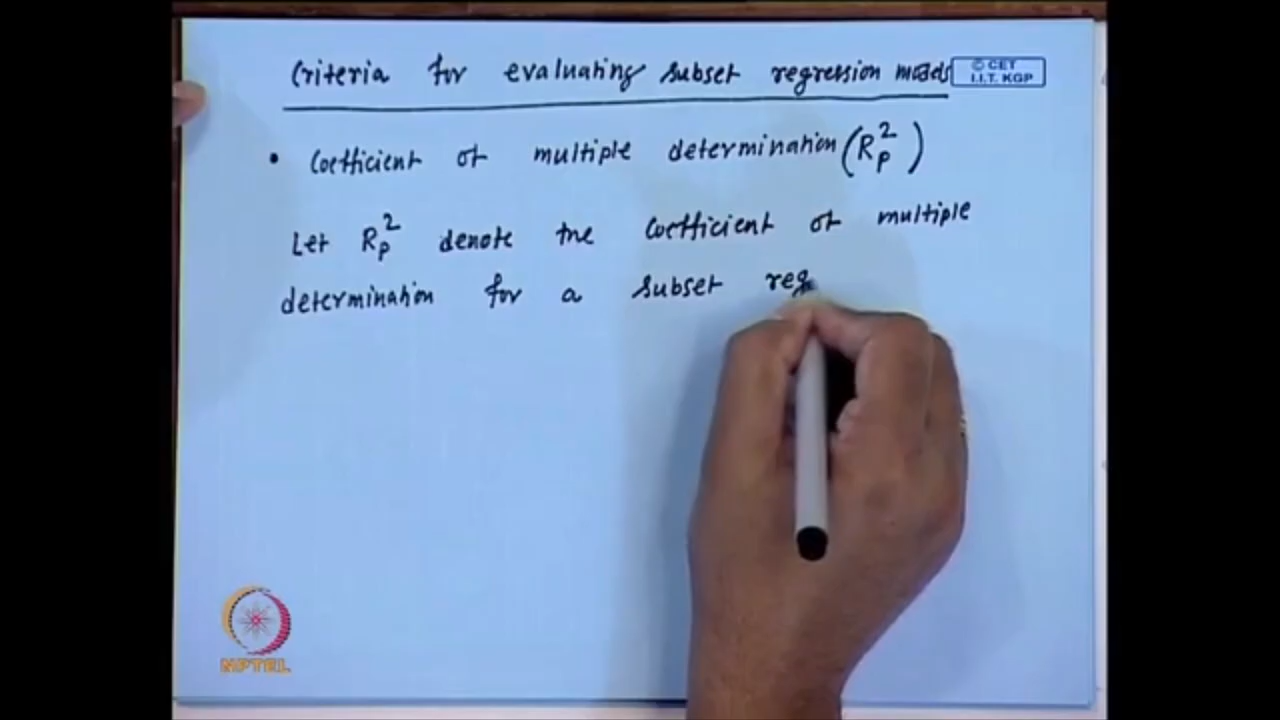 Criteria for evaluating subset regression models
© CET
I.I.T. KGP
• Coefficient of multiple determination (R_p^2)
Let R_p^2 denote the coefficient of multiple
determination for a subset reg
NPTEL